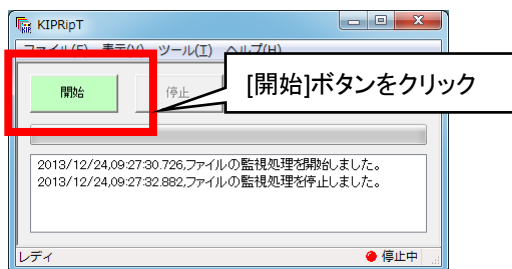 KIPRipT
ファイル(F) 表示(V) ツール(T) ヘルプ(H)
開始
停止
[開始]ボタンをクリック
2013/12/24,09:27:30.726,ファイルの監視処理を開始しました。
2013/12/24,09:27:32.882,ファイルの監視処理を停止しました。
レディ
停止中